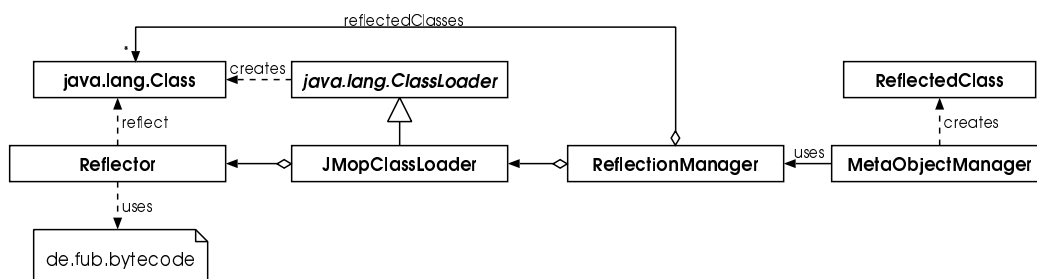 reflectedClasses
*
java.lang.Class
creates
java.lang.ClassLoader
ReflectedClass
reflect
creates
Reflector
JMopClassLoader
ReflectionManager
uses
MetaObjectManager
uses
de.fub.bytecode